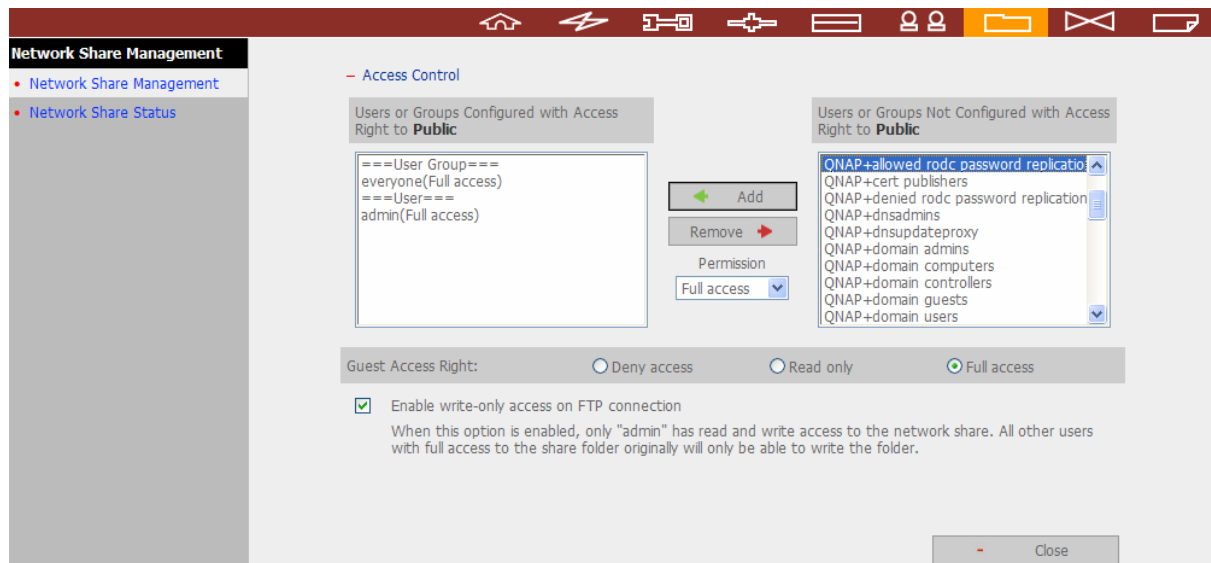 Network Share Management
• Network Share Management
• Network Share Status
– Access Control
Users or Groups Configured with Access
Right to Public
===User Group===
everyone(Full access)
===User===
admin(Full access)
Add
Remove
Permission
Full access
Users or Groups Not Configured with Access
Right to Public
QNAP+allowed rodc password replicatio
QNAP+cert publishers
QNAP+denied rodc password replication
QNAP+dnsadmins
QNAP+dnsupdateproxy
QNAP+domain admins
QNAP+domain computers
QNAP+domain controllers
QNAP+domain guests
QNAP+domain users
Guest Access Right: Deny access Read only Full access
Enable write-only access on FTP connection
When this option is enabled, only "admin" has read and write access to the network share. All other users
with full access to the share folder originally will only be able to write the folder.
- Close